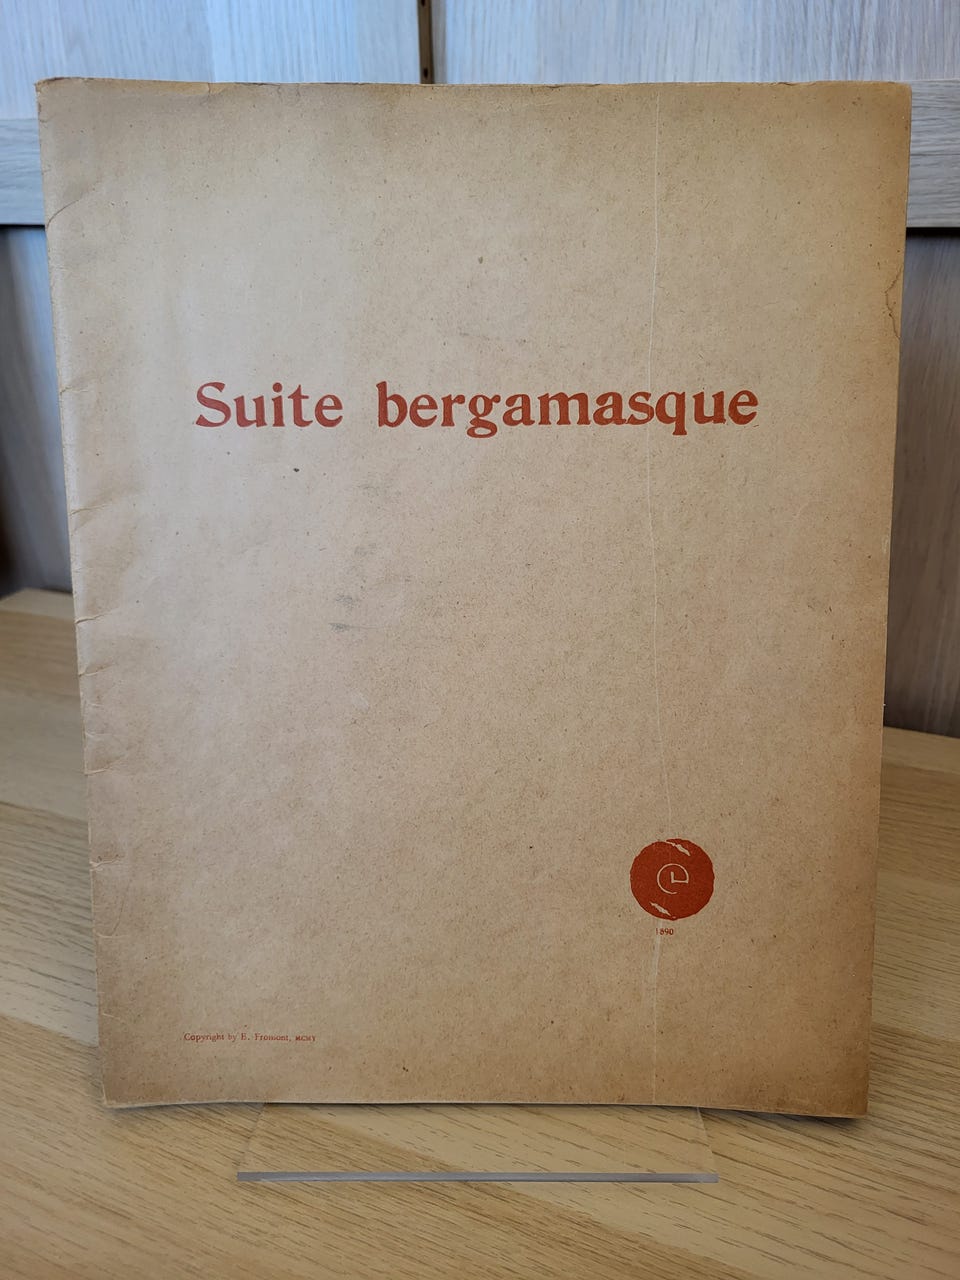 Suite bergamasque
1890
Copyright by E. Fromont, MCMV